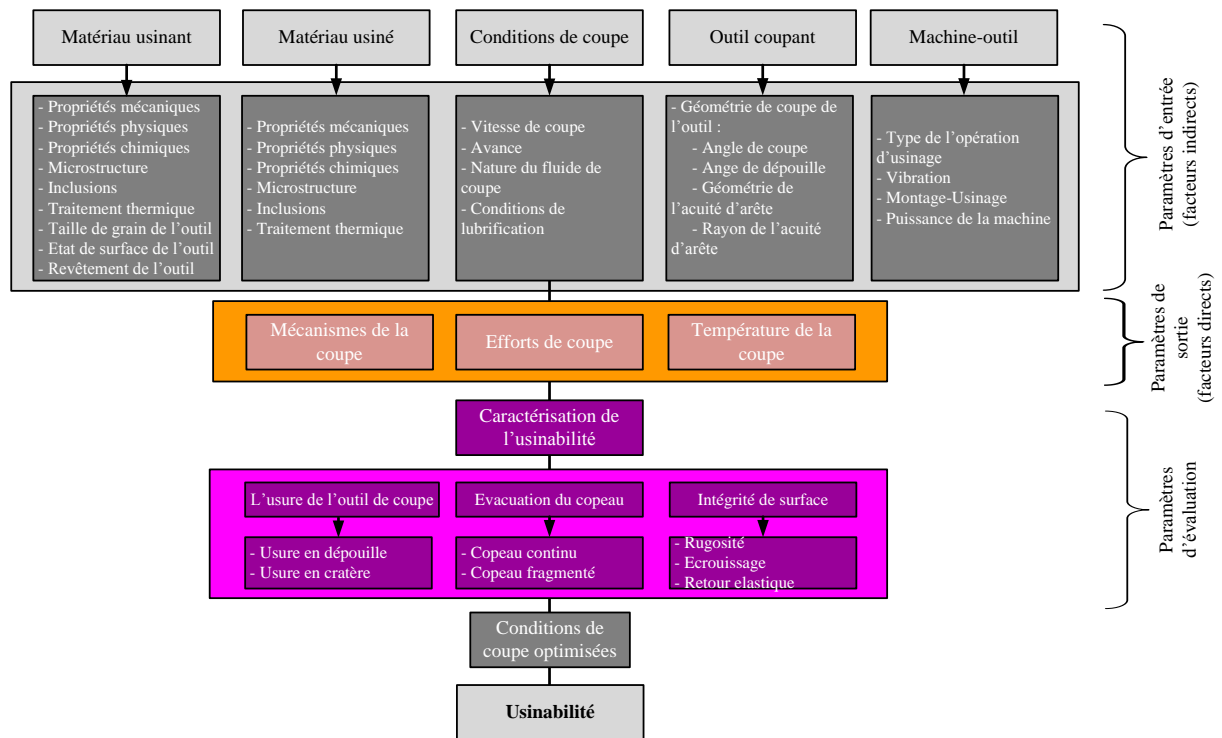 Matériau usinant
Matériau usiné
Conditions de coupe
Outil coupant
Machine-outil
- Propriétés mécaniques
- Propriétés physiques
- Propriétés chimiques
- Microstructure
- Inclusions
- Traitement thermique
- Taille de grain de l'outil
- Etat de surface de l'outil
- Revêtement de l'outil
- Propriétés mécaniques
- Propriétés physiques
- Propriétés chimiques
- Microstructure
- Inclusions
- Traitement thermique
- Vitesse de coupe
- Avance
- Nature du fluide de
coupe
- Conditions de
lubrification
- Géométrie de coupe de
l'outil :
- Angle de coupe
- Ange de dépouille
- Géométrie de
l'acuité d'arête
- Rayon de l'acuité
d'arête
- Type de l'opération
d'usinage
- Vibration
- Montage-Usinage
- Puissance de la machine
Paramètres d'entrée
(facteurs indirects)
Mécanismes de la
coupe
Efforts de coupe
Température de la
coupe
Paramètres de
sortie
(facteurs directs)
Caractérisation de
l'usinabilité
L'usure de l'outil de coupe
Evacuation du copeau
Intégrité de surface
- Usure en dépouille
- Usure en cratère
- Copeau continu
- Copeau fragmenté
- Rugosité
- Ecrouissage
- Retour elastique
Paramètres
d'évaluation
Conditions de
coupe optimisées
Usinabilité